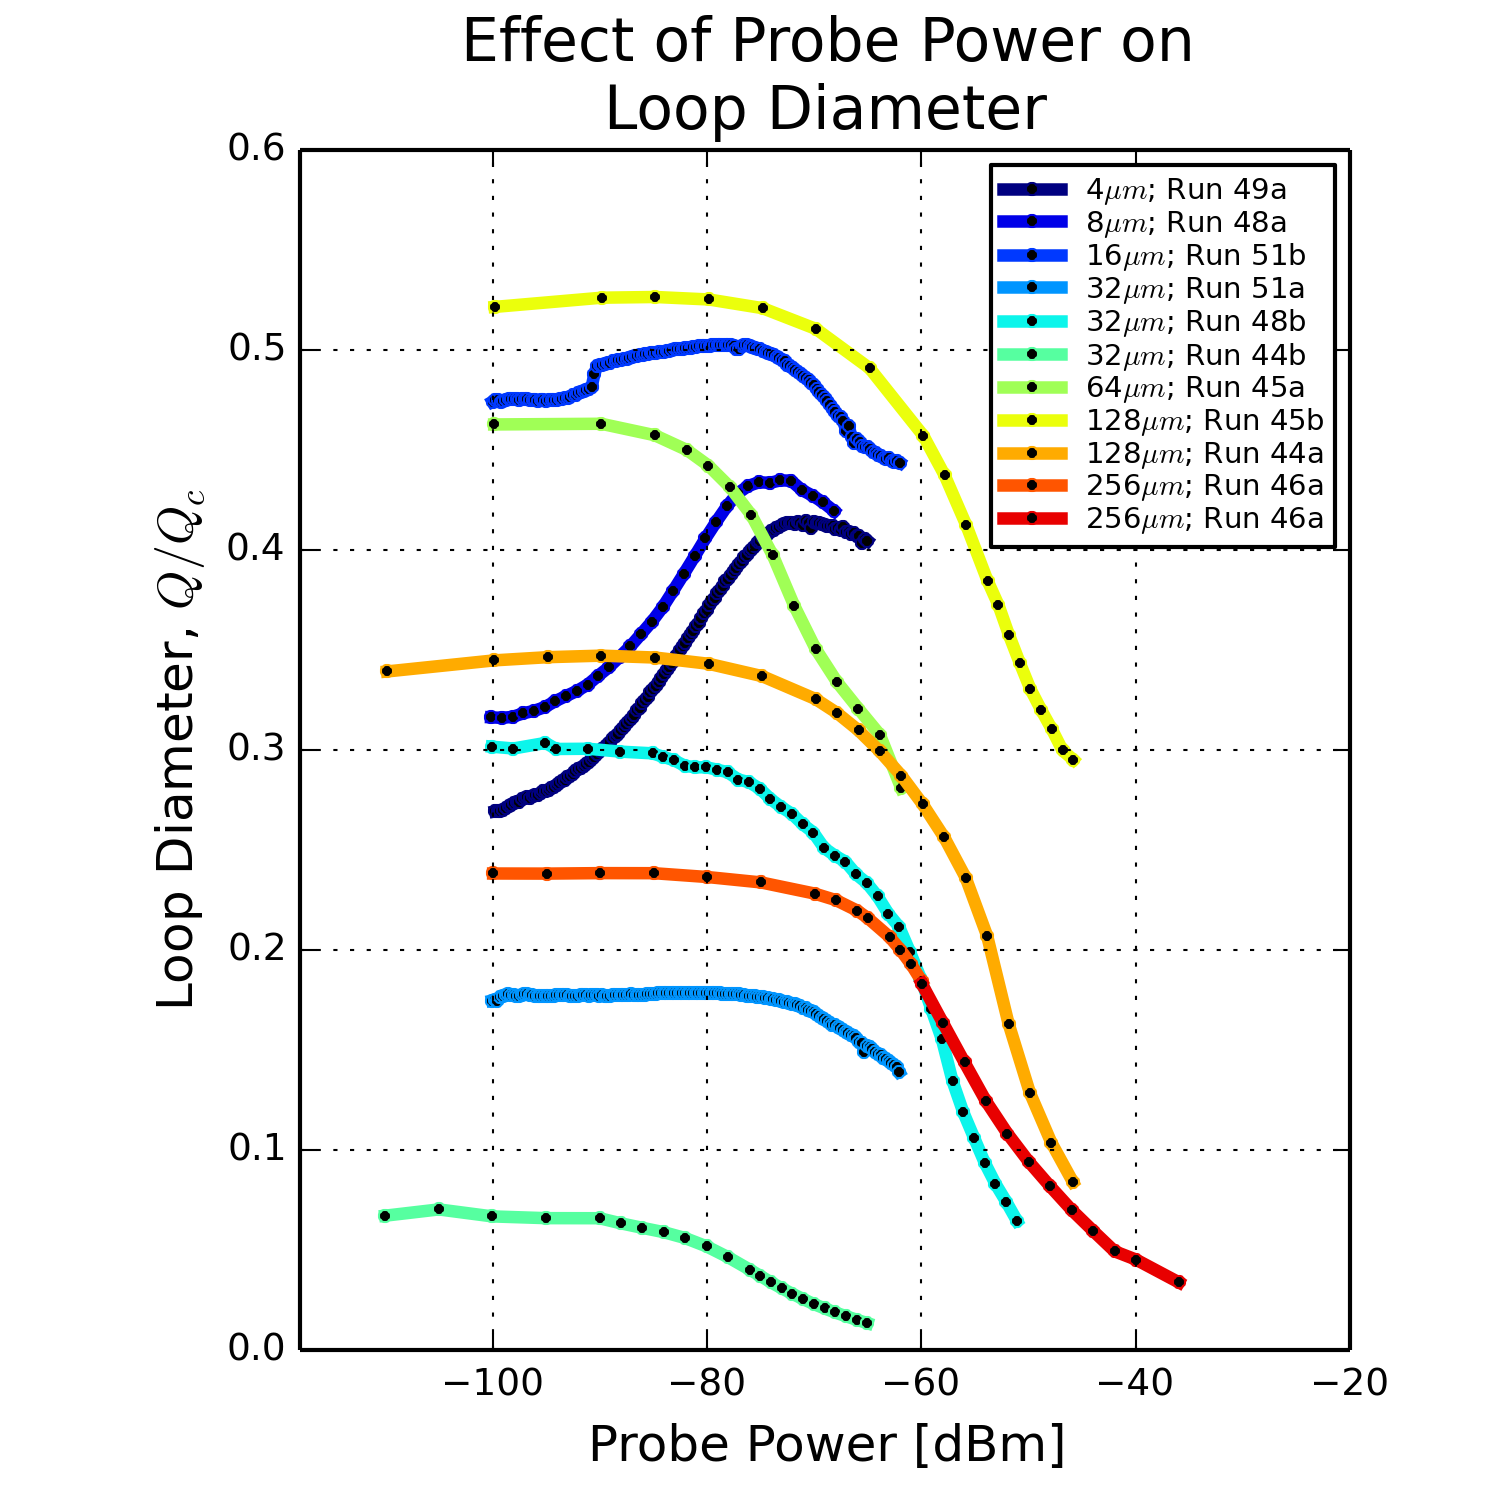 Effect of Probe Power on
Loop Diameter
0.6
0.5
0.4
0.3
0.2
0.1
0.0
Loop Diameter, Q/Q_c
4μm; Run 49a
8μm; Run 48a
16μm; Run 51b
32μm; Run 51a
32μm; Run 48b
32μm; Run 44b
64μm; Run 45a
128μm; Run 45b
128μm; Run 44a
256μm; Run 46a
256μm; Run 46a
−100 −80 −60 −40 −20
Probe Power [dBm]